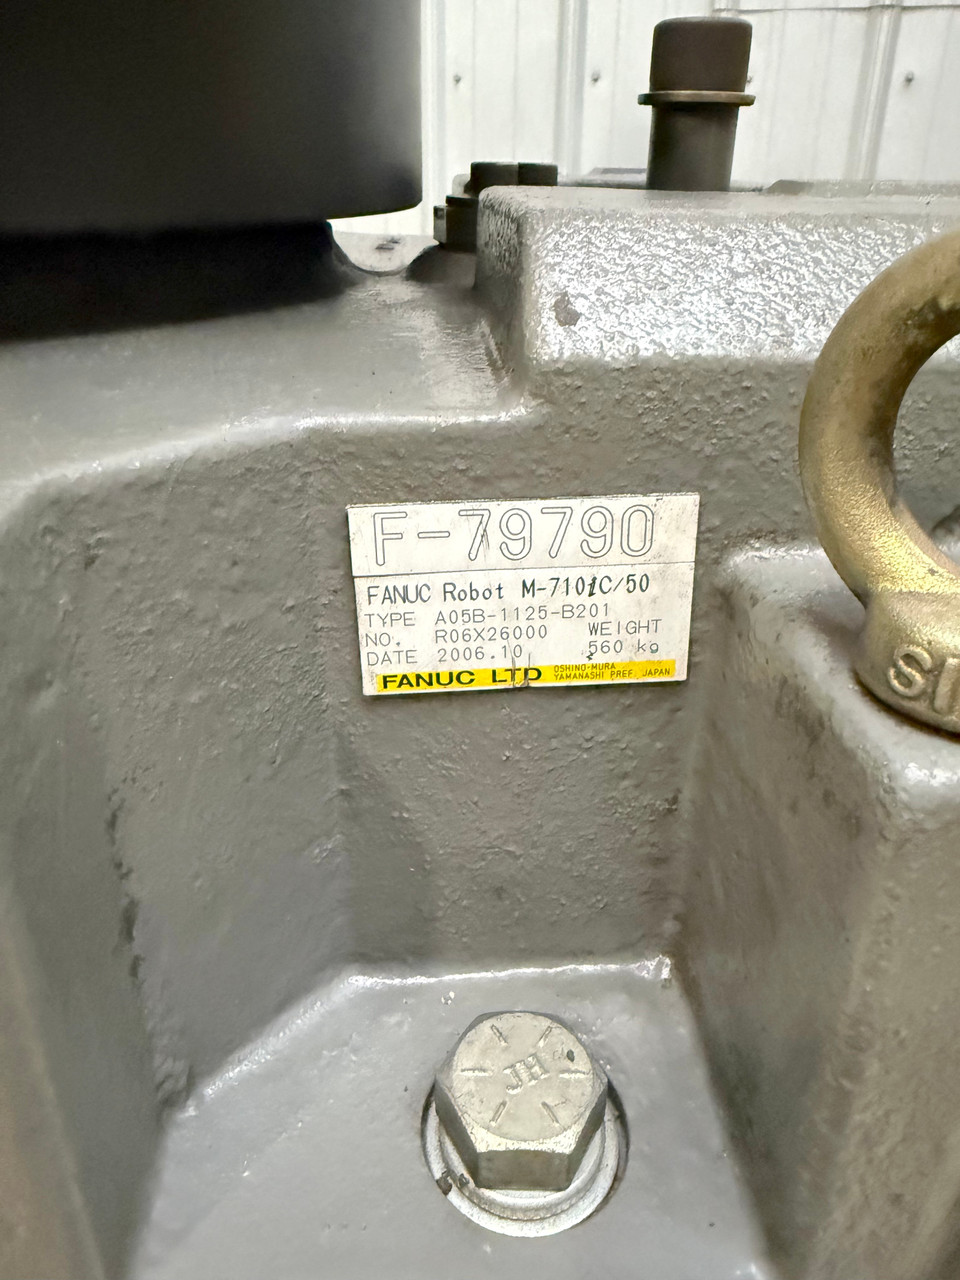 F-79790
FANUC Robot M-710iC/50
TYPE A05B-1125-B201
NO. R06X26000 WEIGHT
DATE 2006.10 560 kg
FANUC LTD OSHINO-MURA
YAMANASHI PREF. JAPAN
SI
JH